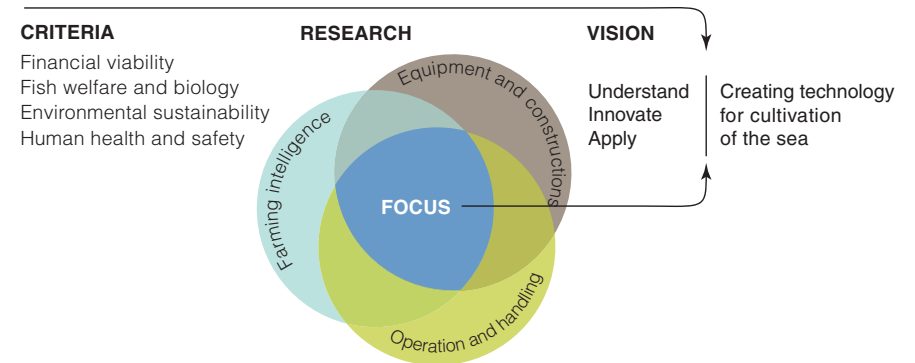 CRITERIA
Financial viability
Fish welfare and biology
Environmental sustainability
Human health and safety
RESEARCH
Equipment and constructions
Farming intelligence
FOCUS
Operation and handling
VISION
Understand
Innovate
Apply
Creating technology
for cultivation
of the sea